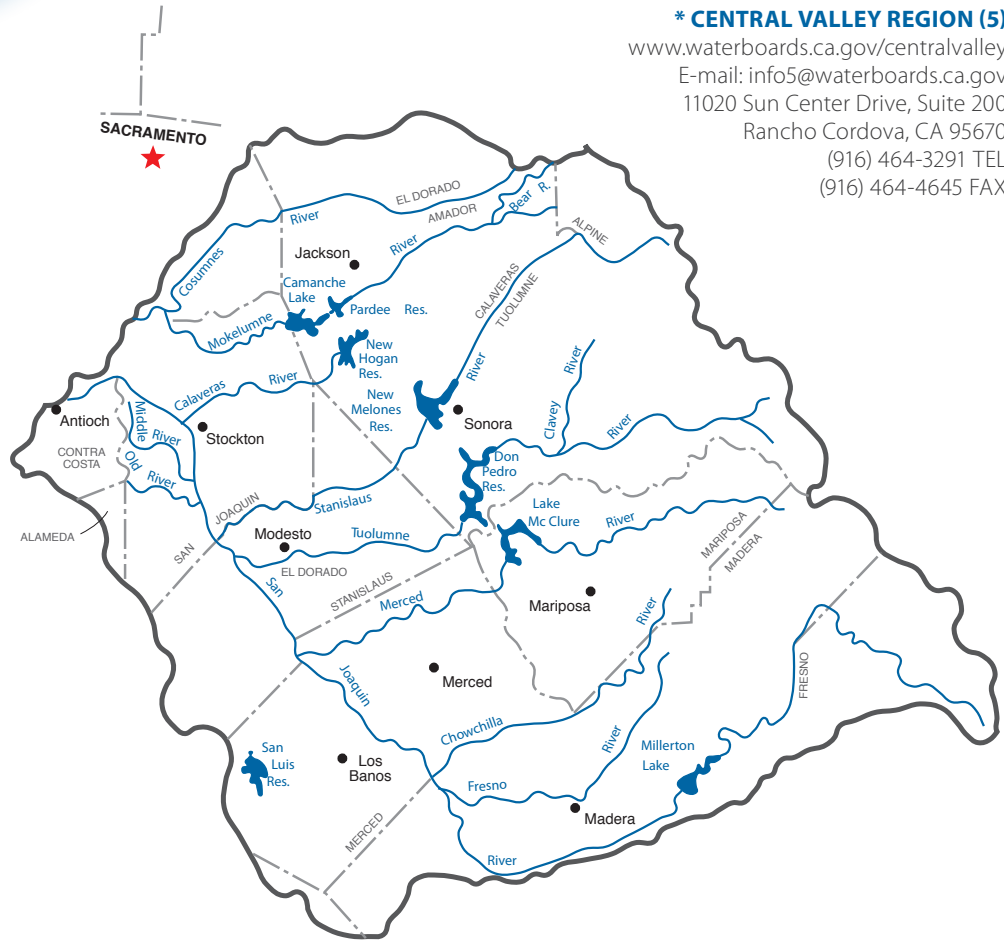 * CENTRAL VALLEY REGION (5)
www.waterboards.ca.gov/centralvalley
E-mail: info5@waterboards.ca.gov
11020 Sun Center Drive, Suite 200
Rancho Cordova, CA 95670
(916) 464-3291 TEL
(916) 464-4645 FAX
SACRAMENTO
EL DORADO
River
AMADOR
Bear R.
Cosumnes
Jackson
River
ALPINE
Camanche
Lake
Pardee Res.
CALAVERAS
TUOLUMNE
Mokelumne
New
Hogan
Res.
River
Calaveras
River
New
Melones
Res.
Sonora
Clavey
River
River
Antioch
Middle
River
Stockton
CONTRA
COSTA
Old
River
Don
Pedro
Res.
JOAQUIN
Stanislaus
Lake
Mc Clure
River
ALAMEDA
SAN
Modesto
Tuolumne
EL DORADO
MARIPOSA
MADERA
San
STANISLAUS
Merced
Mariposa
River
Joaquin
Merced
FRESNO
Chowchilla
River
San
Luis
Res.
Los
Banos
Millerton
Lake
Fresno
Madera
MERCED
River